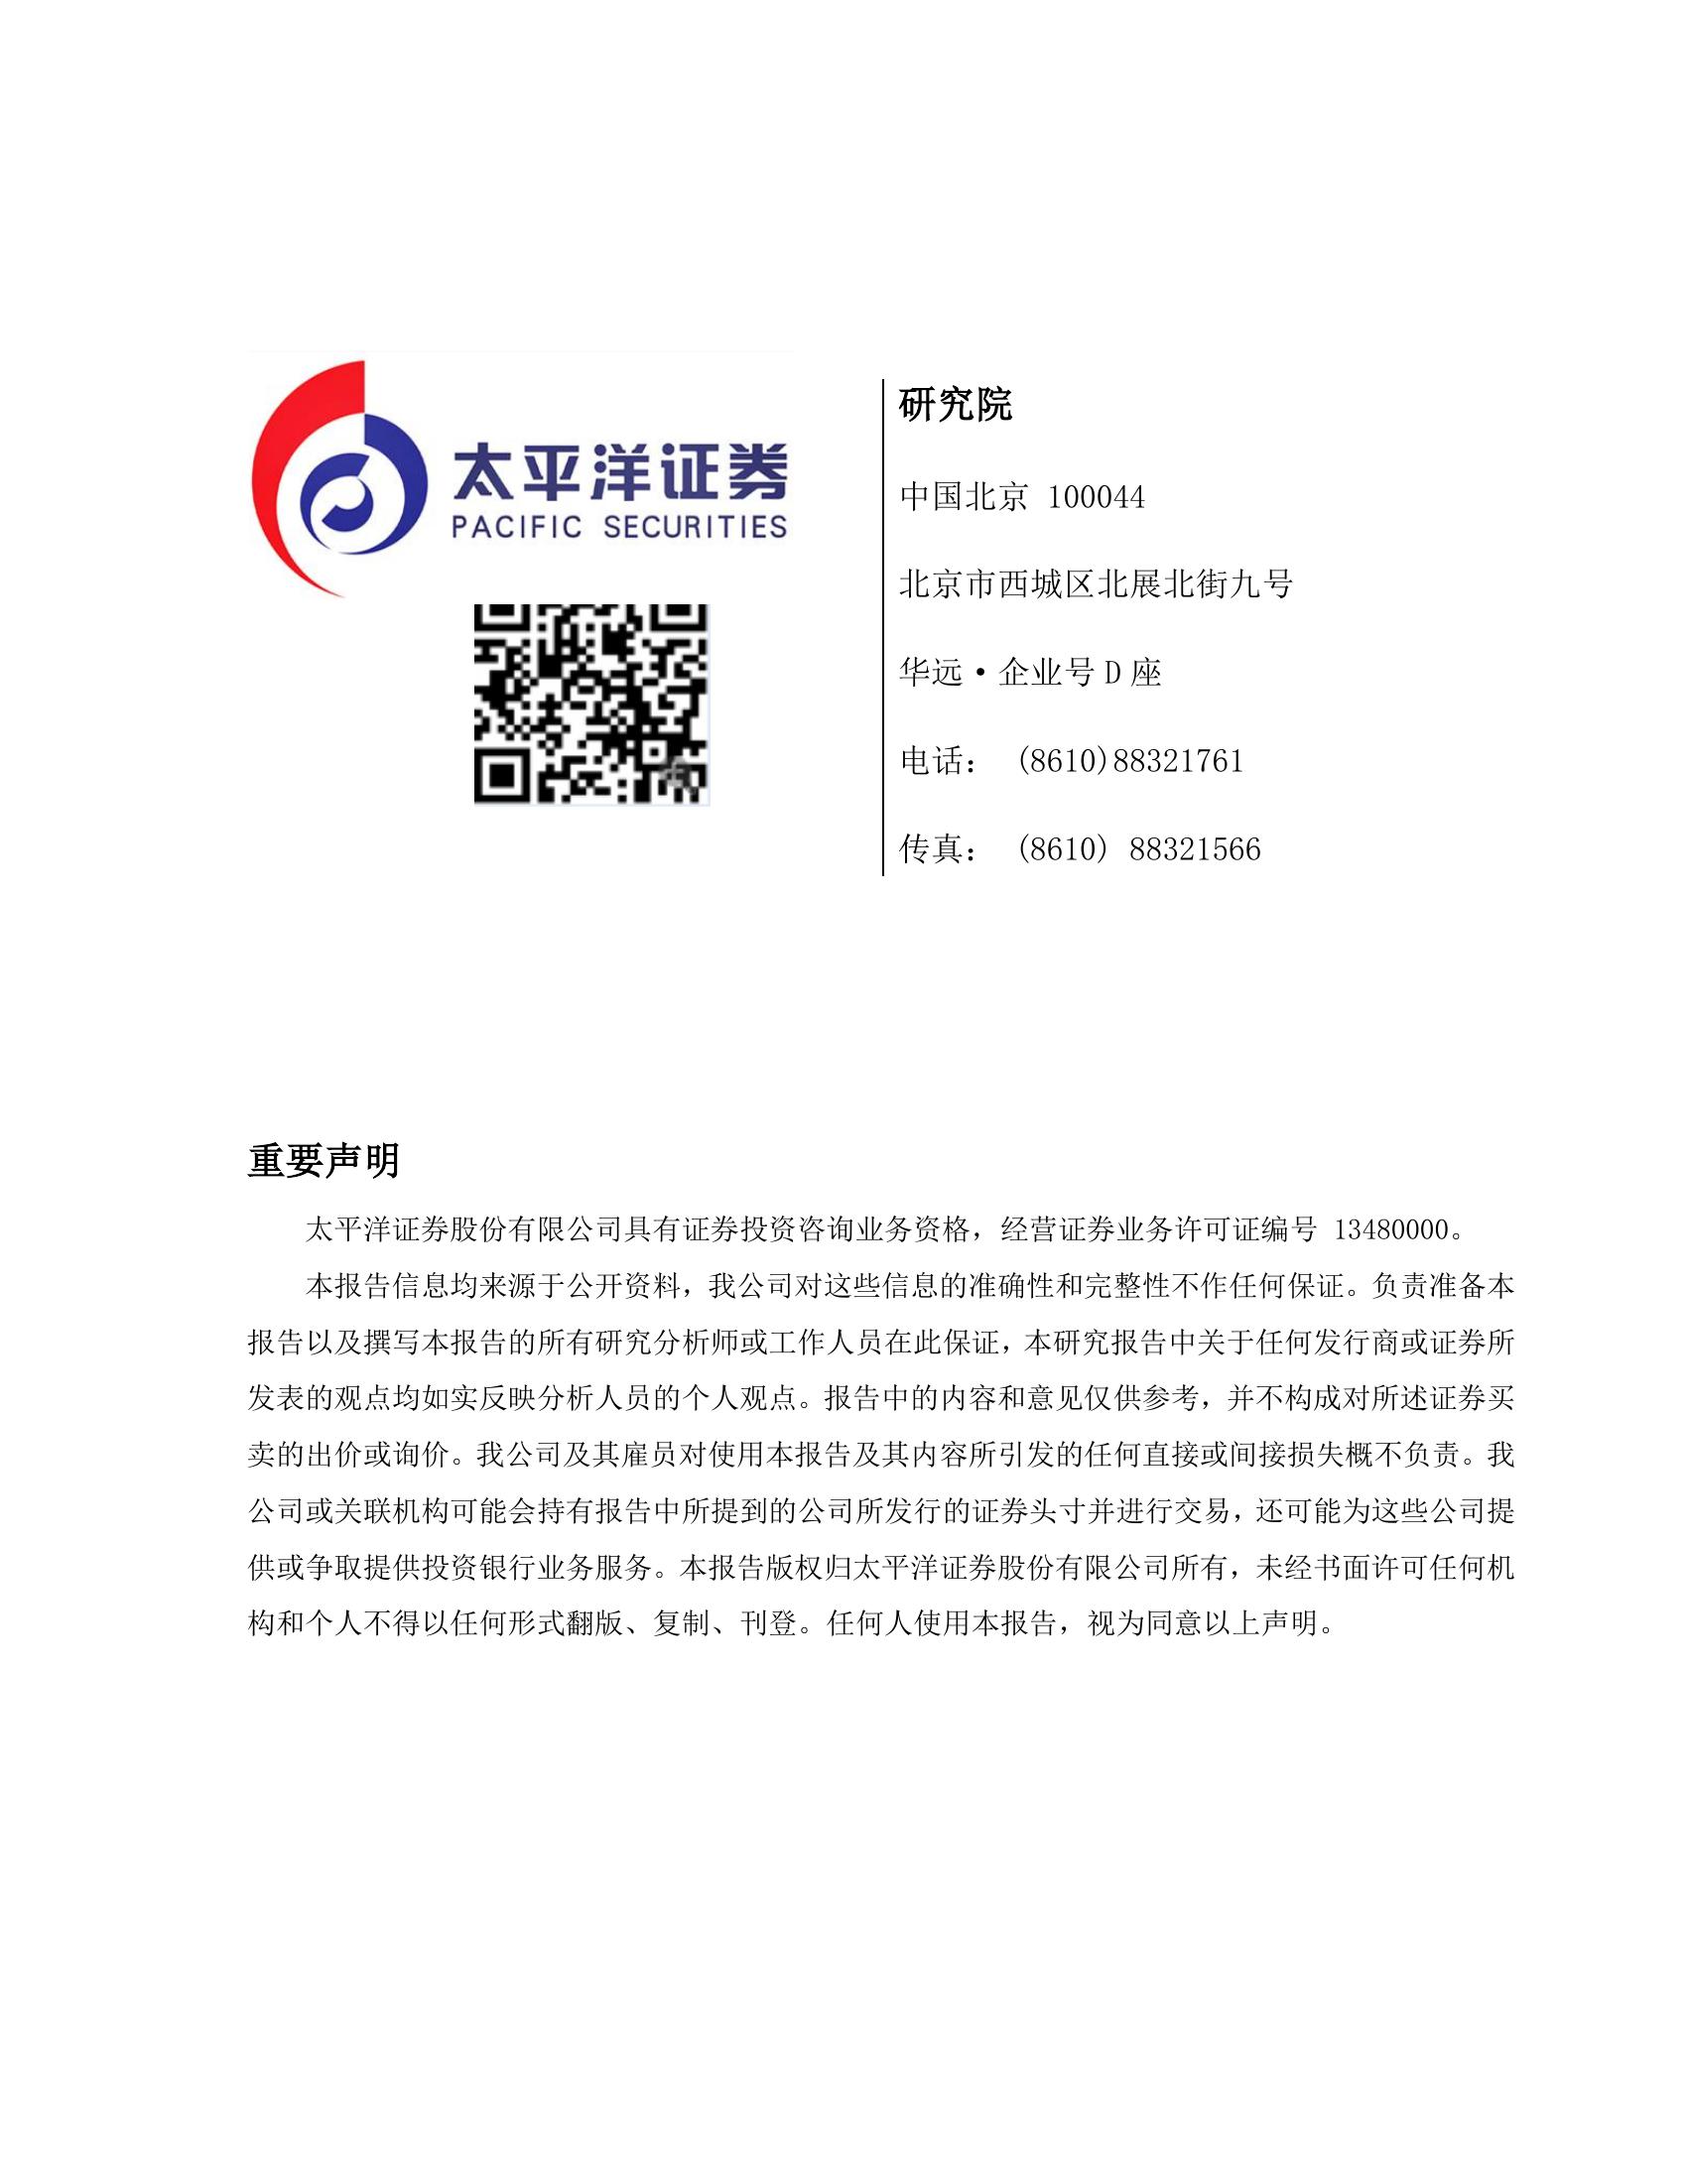 太平洋证券
PACIFIC SECURITIES
研究院
中国北京 100044
北京市西城区北展北街九号
华远•企业号 D 座
电话： (8610)88321761
传真： (8610) 88321566
重要声明
太平洋证券股份有限公司具有证券投资咨询业务资格，经营证券业务许可证编号 13480000。
本报告信息均来源于公开资料，我公司对这些信息的准确性和完整性不作任何保证。负责准备本
报告以及撰写本报告的所有研究分析师或工作人员在此保证，本研究报告中关于任何发行商或证券所
发表的观点均如实反映分析人员的个人观点。报告中的内容和意见仅供参考，并不构成对所述证券买
卖的出价或询价。我公司及其雇员对使用本报告及其内容所引发的任何直接或间接损失概不负责。我
公司或关联机构可能会持有报告中所提到的公司所发行的证券头寸并进行交易，还可能为这些公司提
供或争取提供投资银行业务服务。本报告版权归太平洋证券股份有限公司所有，未经书面许可任何机
构和个人不得以任何形式翻版、复制、刊登。任何人使用本报告，视为同意以上声明。